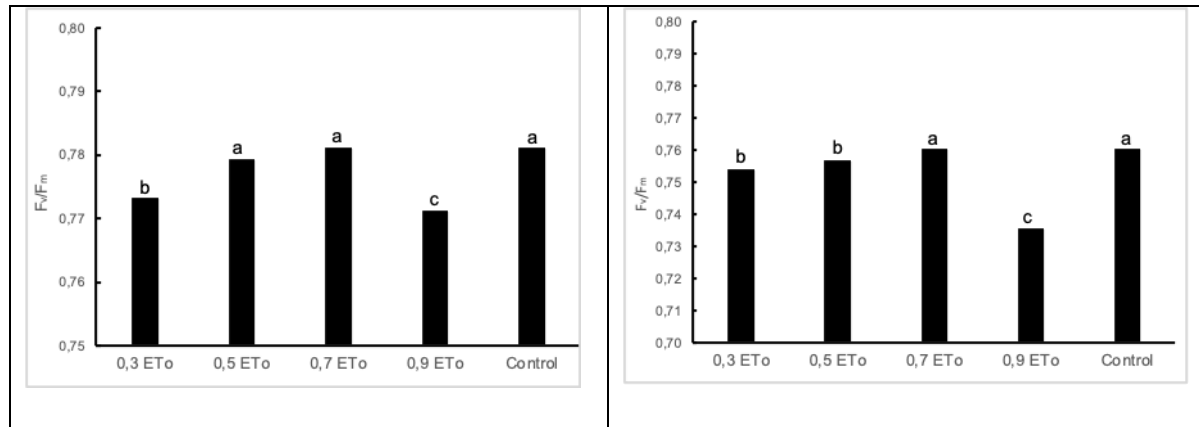 0,80
0,79
0,78
0,77
0,76
0,75
Fv/Fm
b
a
a
c
a
0,3 ETo
0,5 ETo
0,7 ETo
0,9 ETo
Control
0,80
0,79
0,78
0,77
0,76
0,75
0,74
0,73
0,72
0,71
0,70
Fv/Fm
b
b
a
c
a
0,3 ETo
0,5 ETo
0,7 ETo
0,9 ETo
Control